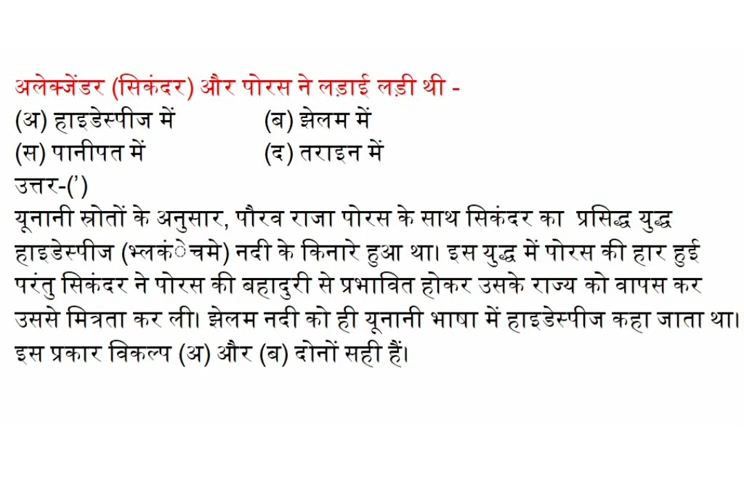 अलेक्जेंडर (सिकंदर) और पोरस ने लड़ाई लड़ी थी -
(अ) हाइडेस्पीज में (ब) झेलम में
(स) पानीपत में (द) तराइन में
उत्तर-(’)
यूनानी स्रोतों के अनुसार, पौरव राजा पोरस के साथ सिकंदर का प्रसिद्ध युद्ध
हाइडेस्पीज (भ्लकंेचमे) नदी के किनारे हुआ था। इस युद्ध में पोरस की हार हुई
परंतु सिकंदर ने पोरस की बहादुरी से प्रभावित होकर उसके राज्य को वापस कर
उससे मित्रता कर ली। झेलम नदी को ही यूनानी भाषा में हाइडेस्पीज कहा जाता था।
इस प्रकार विकल्प (अ) और (ब) दोनों सही हैं।